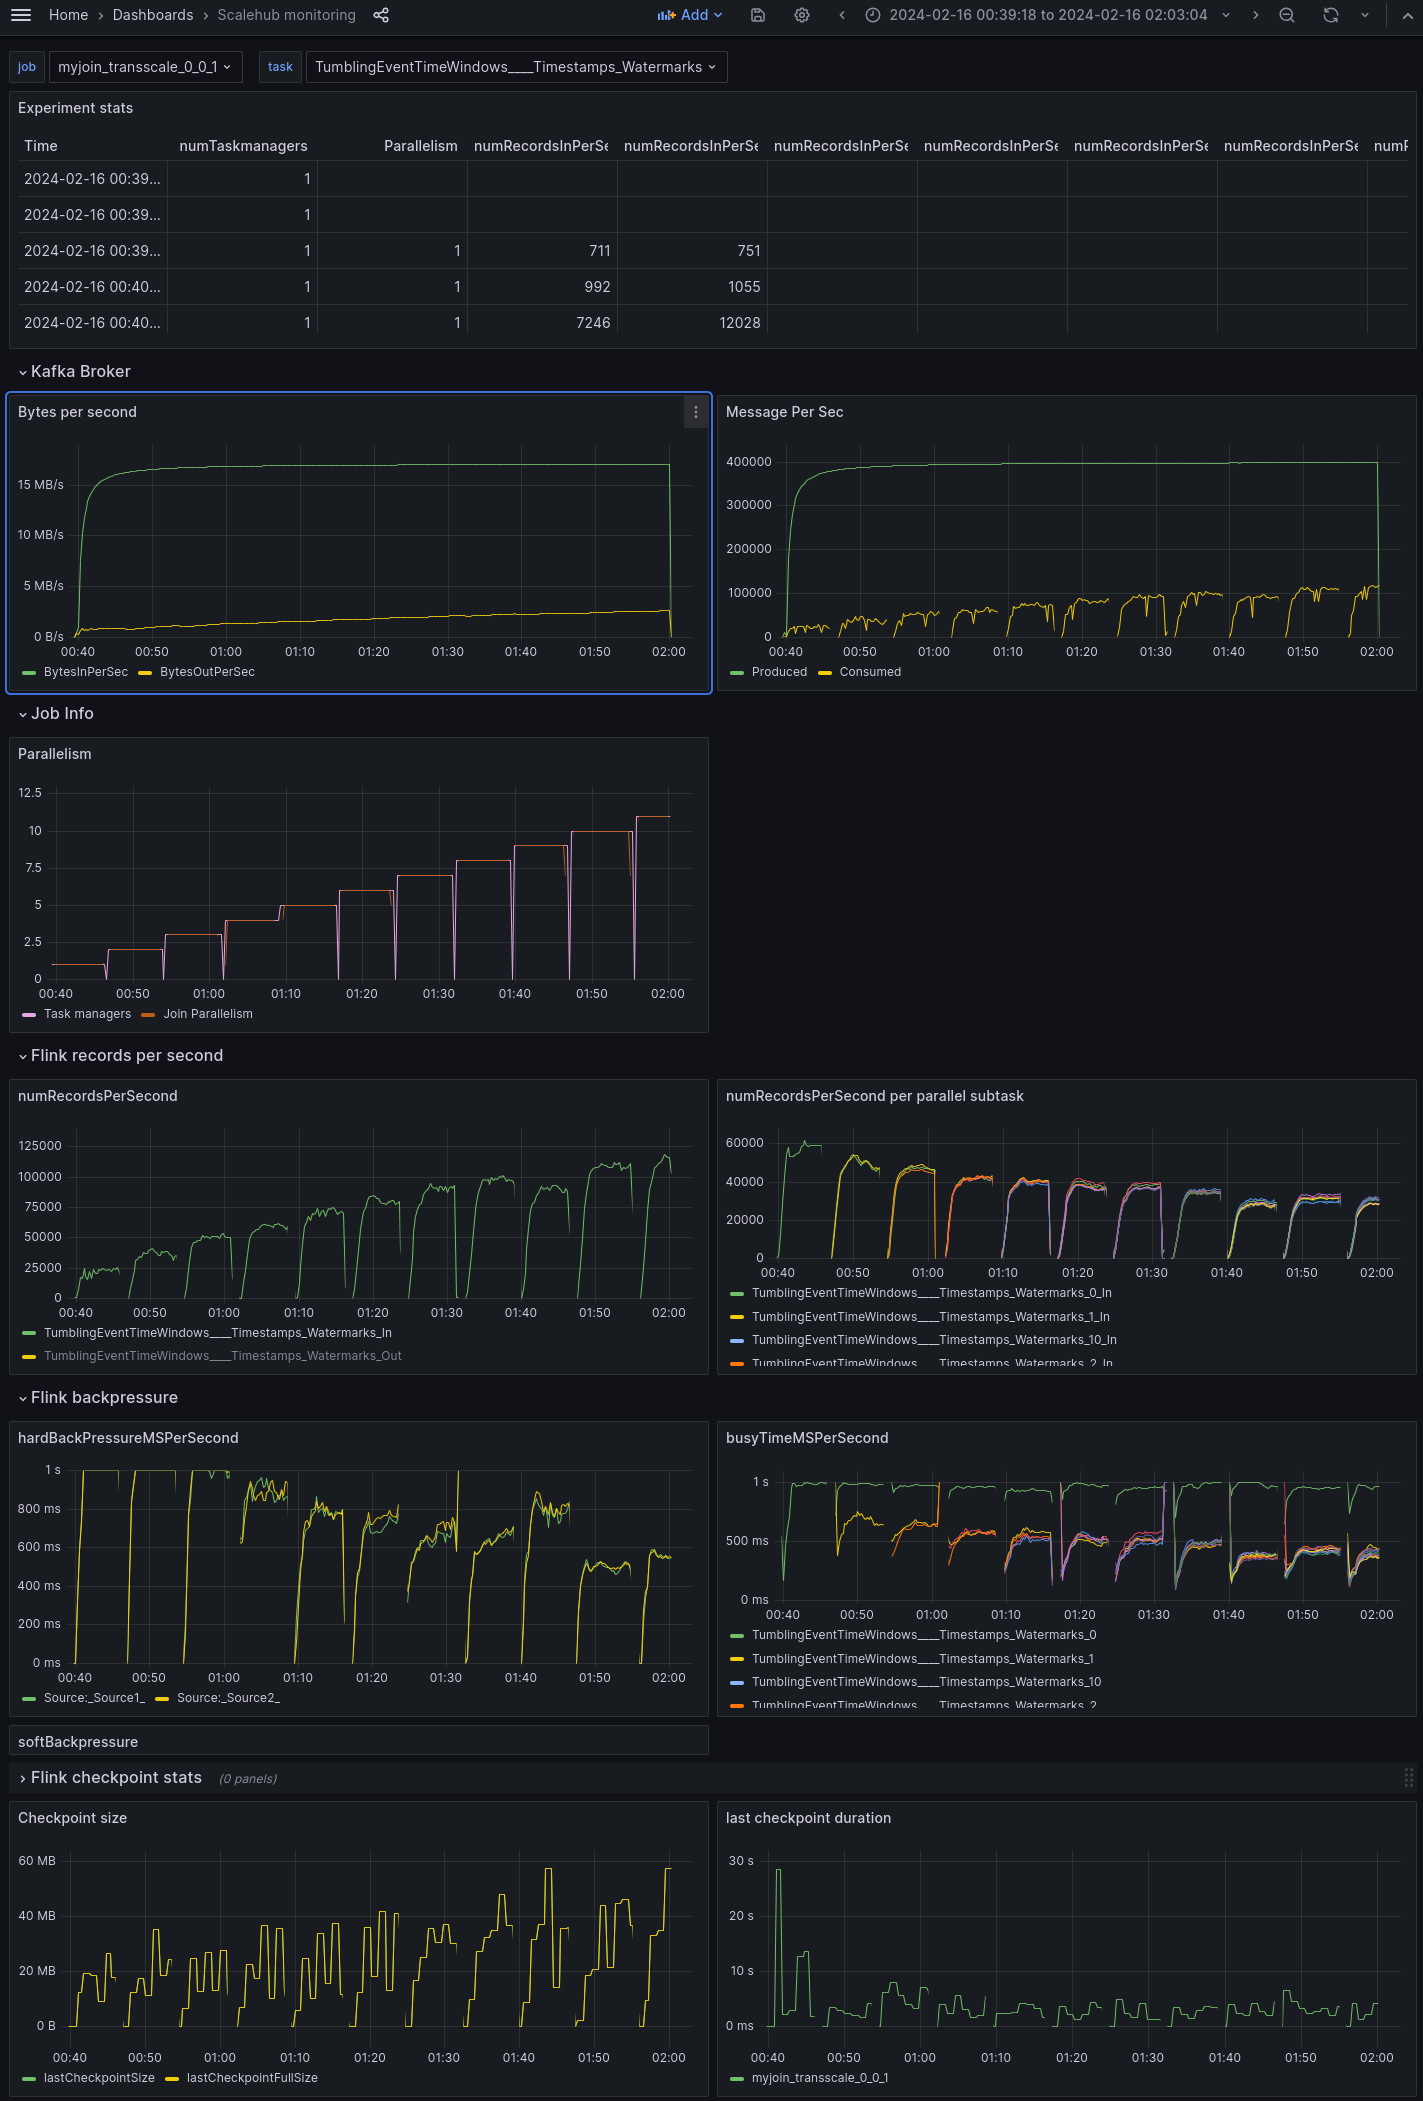 Home › Dashboards › Scalehub monitoring Add 2024-02-16 00:39:18 to 2024-02-16 02:03:04
job myjoin_transscale_0_0_1 task TumblingEventTimeWindows____Timestamps_Watermarks
Experiment stats
Time numTaskmanagers Parallelism numRecordsInPerSe numRecordsInPerSe numRecordsInPerSe numRecordsInPerSe numRecordsInPerSe numRecordsInPerSe numF
2024-02-16 00:39... 1
2024-02-16 00:39... 1
2024-02-16 00:39... 1 1 711 751
2024-02-16 00:40... 1 1 992 1055
2024-02-16 00:40... 1 1 7246 12028
Kafka Broker
Bytes per second
15 MB/s
10 MB/s
5 MB/s
0 B/s
00:40 00:50 01:00 01:10 01:20 01:30 01:40 01:50 02:00
BytesInPerSec BytesOutPerSec
Message Per Sec
400000
300000
200000
100000
0
00:40 00:50 01:00 01:10 01:20 01:30 01:40 01:50 02:00
Produced Consumed
Job Info
Parallelism
12.5
10
7.5
5
2.5
0
00:40 00:50 01:00 01:10 01:20 01:30 01:40 01:50 02:00
Task managers Join Parallelism
Flink records per second
numRecordsPerSecond
125000
100000
75000
50000
25000
0
00:40 00:50 01:00 01:10 01:20 01:30 01:40 01:50 02:00
TumblingEventTimeWindows____Timestamps_Watermarks_In
TumblingEventTimeWindows____Timestamps_Watermarks_Out
numRecordsPerSecond per parallel subtask
60000
40000
20000
0
00:40 00:50 01:00 01:10 01:20 01:30 01:40 01:50 02:00
TumblingEventTimeWindows____Timestamps_Watermarks_0_In
TumblingEventTimeWindows____Timestamps_Watermarks_1_In
TumblingEventTimeWindows____Timestamps_Watermarks_10_In
TumblingEventTimeWindows____Timestamps_Watermarks_2_In
Flink backpressure
hardBackPressureMSPerSecond
1 s
800 ms
600 ms
400 ms
200 ms
0 ms
00:40 00:50 01:00 01:10 01:20 01:30 01:40 01:50 02:00
Source:_Source1_ Source:_Source2_
busyTimeMSPerSecond
1 s
500 ms
0 ms
00:40 00:50 01:00 01:10 01:20 01:30 01:40 01:50 02:00
TumblingEventTimeWindows____Timestamps_Watermarks_0
TumblingEventTimeWindows____Timestamps_Watermarks_1
TumblingEventTimeWindows____Timestamps_Watermarks_10
TumblingEventTimeWindows____Timestamps_Watermarks_2
softBackpressure
Flink checkpoint stats (0 panels)
Checkpoint size
60 MB
40 MB
20 MB
0 B
00:40 00:50 01:00 01:10 01:20 01:30 01:40 01:50 02:00
lastCheckpointSize lastCheckpointFullSize
last checkpoint duration
30 s
20 s
10 s
0 ms
00:40 00:50 01:00 01:10 01:20 01:30 01:40 01:50 02:00
myjoin_transscale_0_0_1